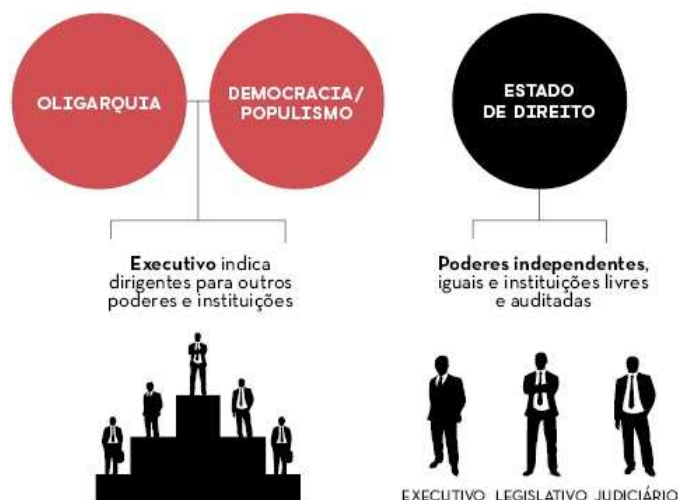 OLIGARQUIA
DEMOCRACIA/
POPULISMO
ESTADO
DE DIREITO
Executivo indica
dirigentes para outros
poderes e instituições
Poderes independentes,
iguais e instituições livres
e auditadas
EXECUTIVO LEGISLATIVO JUDICIÁRIO